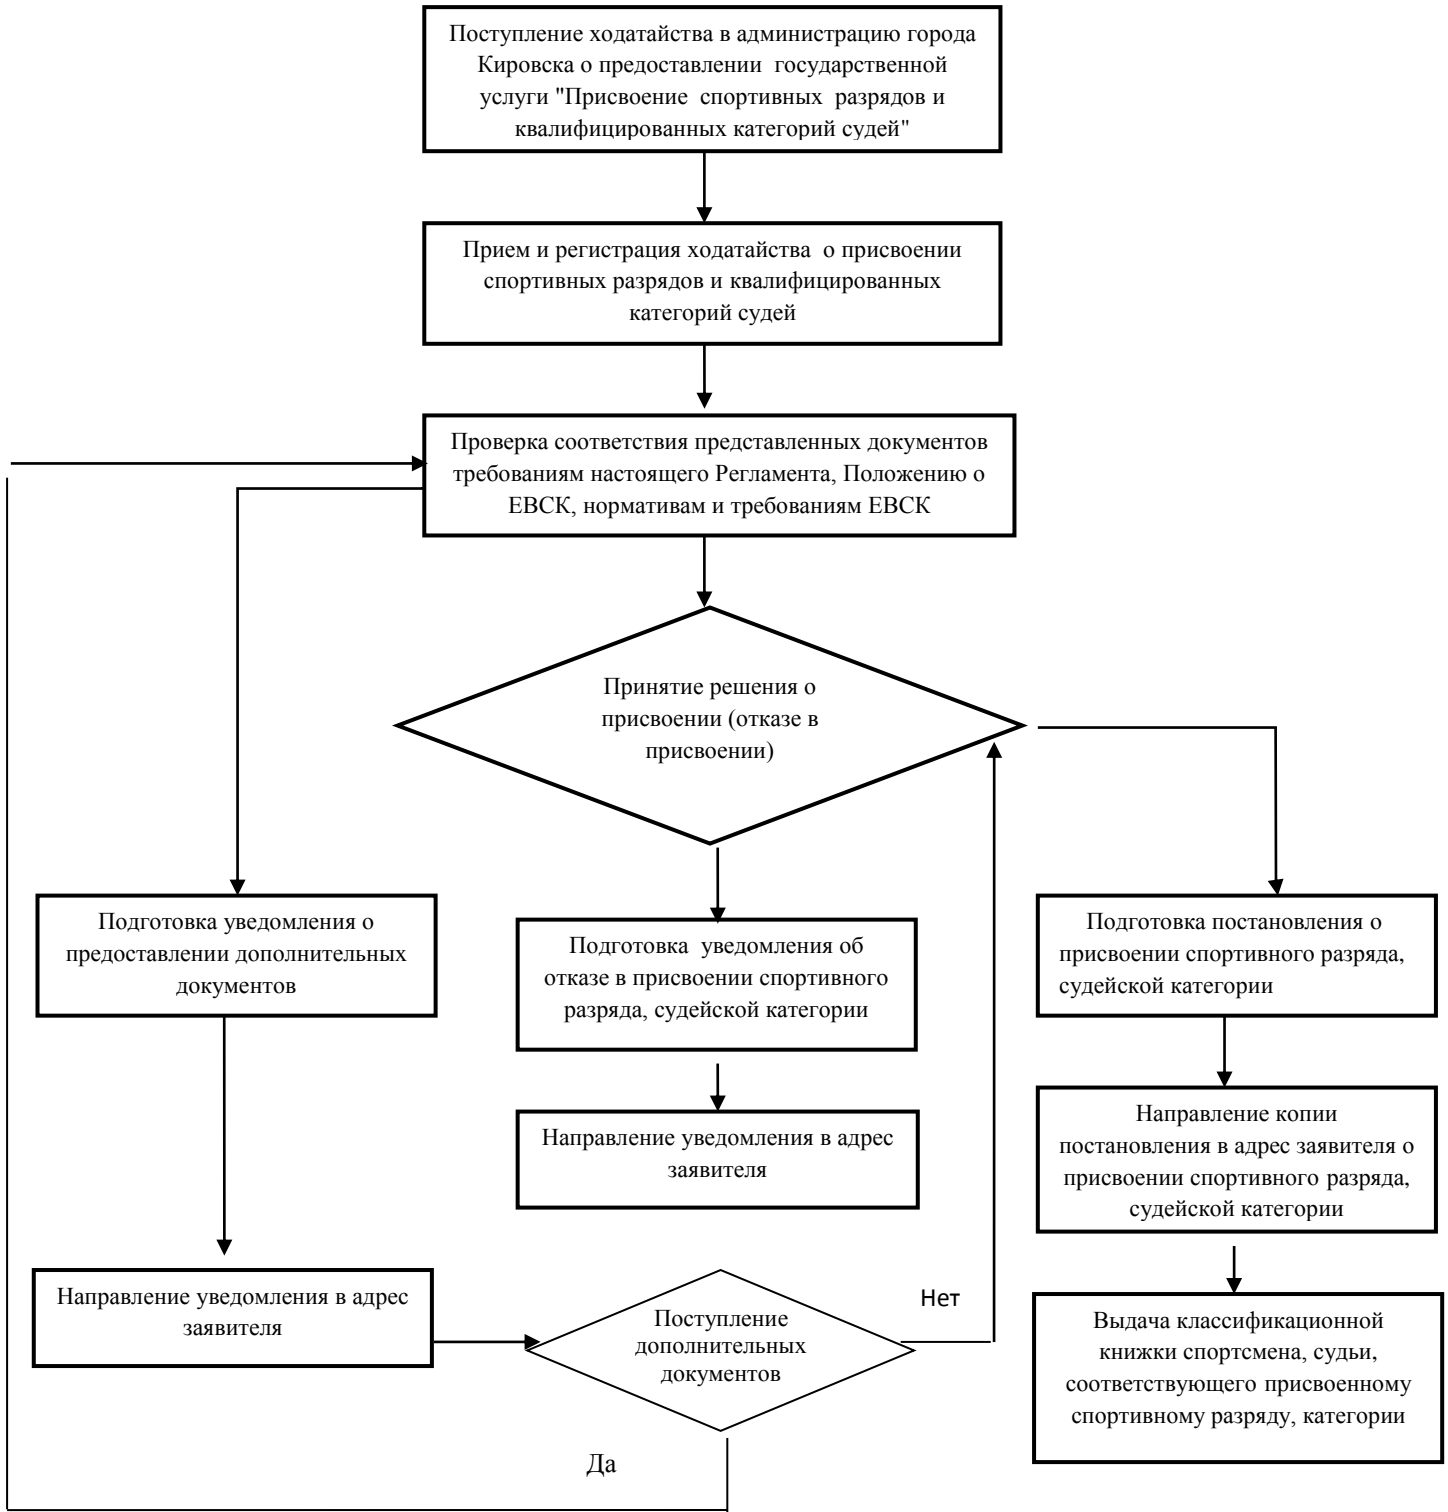 Поступление ходатайства в администрацию города
Кировска о предоставлении государственной
услуги "Присвоение спортивных разрядов и
квалифицированных категорий судей"
Прием и регистрация ходатайства о присвоении
спортивных разрядов и квалифицированных
категорий судей
Проверка соответствия представленных документов
требованиям настоящего Регламента, Положению о
ЕВСК, нормативам и требованиям ЕВСК
Принятие решения о
присвоении (отказе в
присвоении)
Подготовка уведомления о
предоставлении дополнительных
документов
Подготовка уведомления об
отказе в присвоении спортивного
разряда, судейской категории
Подготовка постановления о
присвоении спортивного разряда,
судейской категории
Направление уведомления в адрес
заявителя
Направление копии
постановления в адрес заявителя о
присвоении спортивного разряда,
судейской категории
Направление уведомления в адрес
заявителя
Поступление
дополнительных
документов
Нет
Выдача классификационной
книжки спортсмена, судьи,
соответствующего присвоенному
спортивному разряду, категории
Да